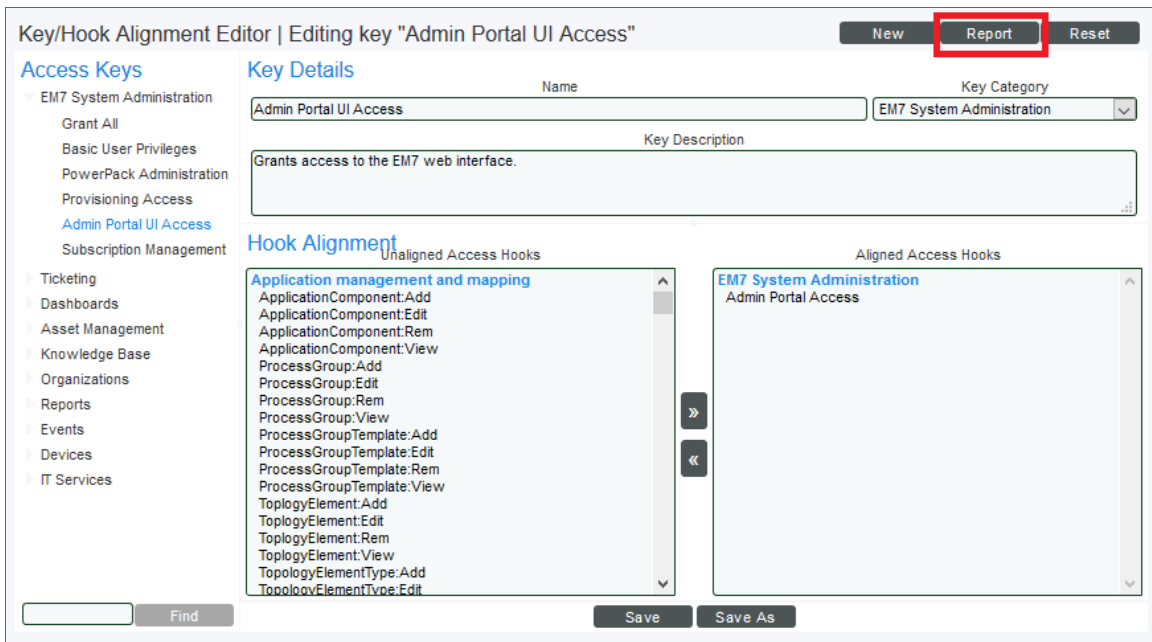 Key/Hook Alignment Editor | Editing key "Admin Portal UI Access"
New
Report
Reset
Access Keys
EM7 System Administration
Grant All
Basic User Privileges
PowerPack Administration
Provisioning Access
Admin Portal UI Access
Subscription Management
Ticketing
Dashboards
Asset Management
Knowledge Base
Organizations
Reports
Events
Devices
IT Services
Find
Key Details
Name
Key Category
Admin Portal UI Access
EM7 System Administration
Key Description
Grants access to the EM7 web interface.
Hook Alignment
Unaligned Access Hooks
Aligned Access Hooks
Application management and mapping
ApplicationComponent:Add
ApplicationComponent:Edit
ApplicationComponent:Rem
ApplicationComponent:View
ProcessGroup:Add
ProcessGroup:Edit
ProcessGroup:Rem
ProcessGroup:View
ProcessGroupTemplate:Add
ProcessGroupTemplate:Edit
ProcessGroupTemplate:Rem
ProcessGroupTemplate:View
ToplogyElement:Add
ToplogyElement:Edit
ToplogyElement:Rem
ToplogyElement:View
TopologyElementType:Add
TopologyElementType:Edit
»
«
EM7 System Administration
Admin Portal Access
Save
Save As